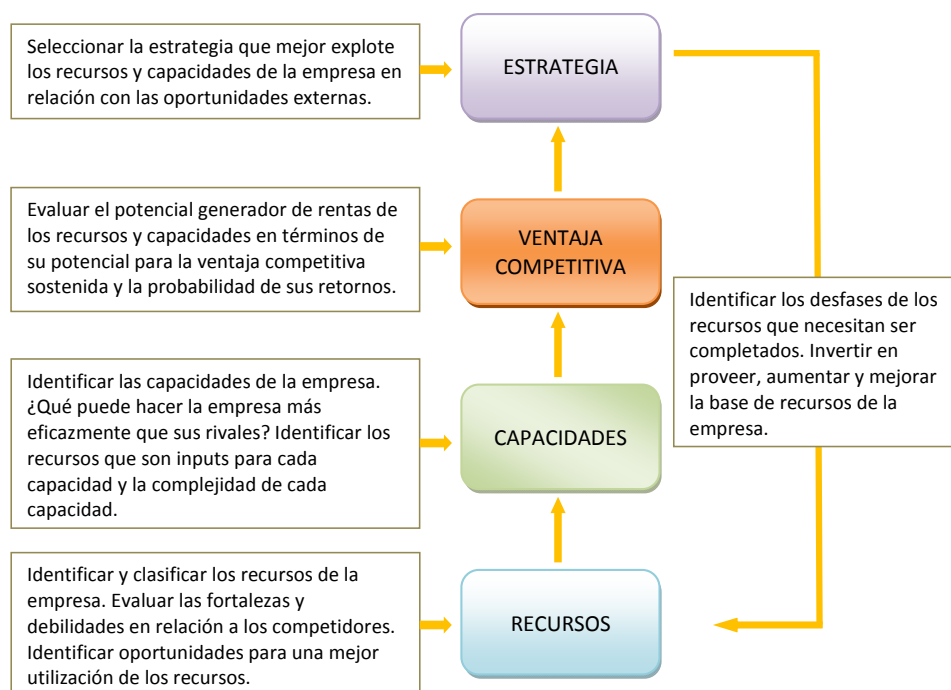 Seleccionar la estrategia que mejor explote
los recursos y capacidades de la empresa en
relación con las oportunidades externas.
ESTRATEGIA
Evaluar el potencial generador de rentas de
los recursos y capacidades en términos de
su potencial para la ventaja competitiva
sostenida y la probabilidad de sus retornos.
VENTAJA
COMPETITIVA
Identificar los desfases de los
recursos que necesitan ser
completados. Invertir en
proveer, aumentar y mejorar
la base de recursos de la
empresa.
Identificar las capacidades de la empresa.
¿Qué puede hacer la empresa más
eficazmente que sus rivales? Identificar los
recursos que son inputs para cada
capacidad y la complejidad de cada
capacidad.
CAPACIDADES
Identificar y clasificar los recursos de la
empresa. Evaluar las fortalezas y
debilidades en relación a los competidores.
Identificar oportunidades para una mejor
utilización de los recursos.
RECURSOS